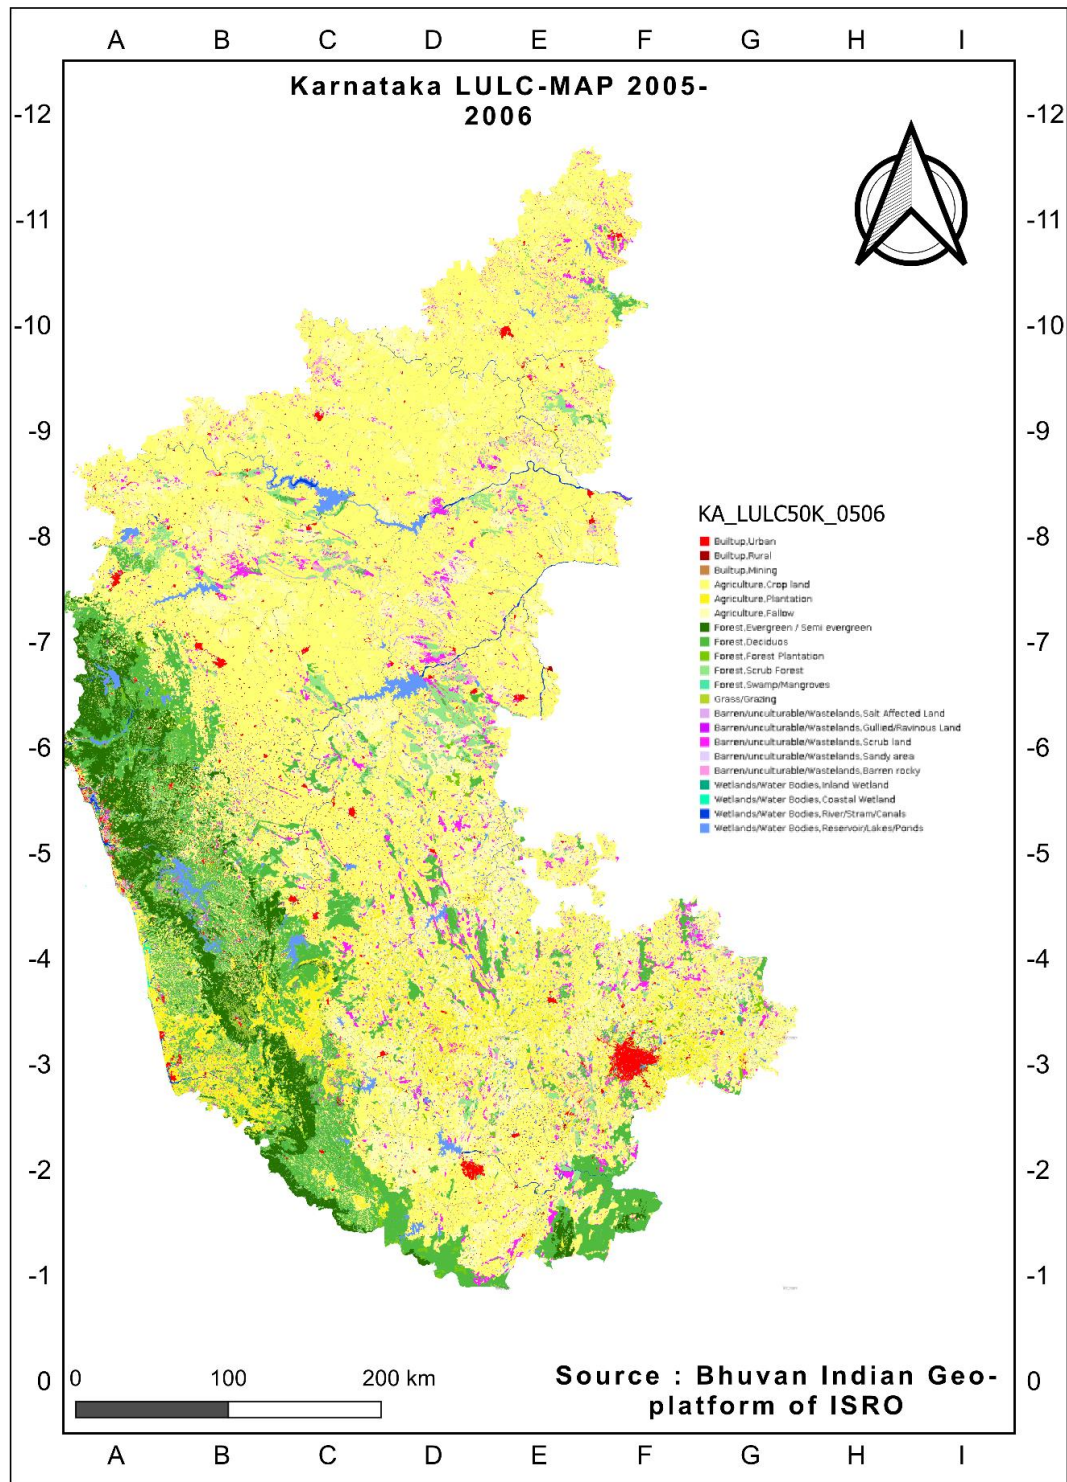 A B C D E F G H I
Karnataka LULC-MAP 2005-
2006
-12 -12
-11 -11
-10 -10
-9 -9
KA_LULC50K_0506
-8 -8
Builtup,Urban
Builtup,Rural
Builtup,Mining
Agriculture,Crop land
Agriculture,Plantation
Agriculture,Fallow
Forest,Evergreen / Semi evergreen
-7 -7
Forest,Deciduos
Forest,Forest Plantation
Forest,Scrub Forest
Forest,Swamp/Mangroves
Grass/Grazing
Barren/unculturable/Wastelands,Salt Affected Land
Barren/unculturable/Wastelands,Gullied/Ravinous Land
Barren/unculturable/Wastelands,Scrub land
-6 -6
Barren/unculturable/Wastelands,Sandy area
Barren/unculturable/Wastelands,Barren rocky
Wetlands/Water Bodies,Inland Wetland
Wetlands/Water Bodies,Coastal Wetland
Wetlands/Water Bodies,River/Stram/Canals
Wetlands/Water Bodies,Reservoir/Lakes/Ponds
-5 -5
-4 -4
-3 -3
-2 -2
-1 -1
0 0
0 100 200 km
Source : Bhuvan Indian Geo-
platform of ISRO
A B C D E F G H I